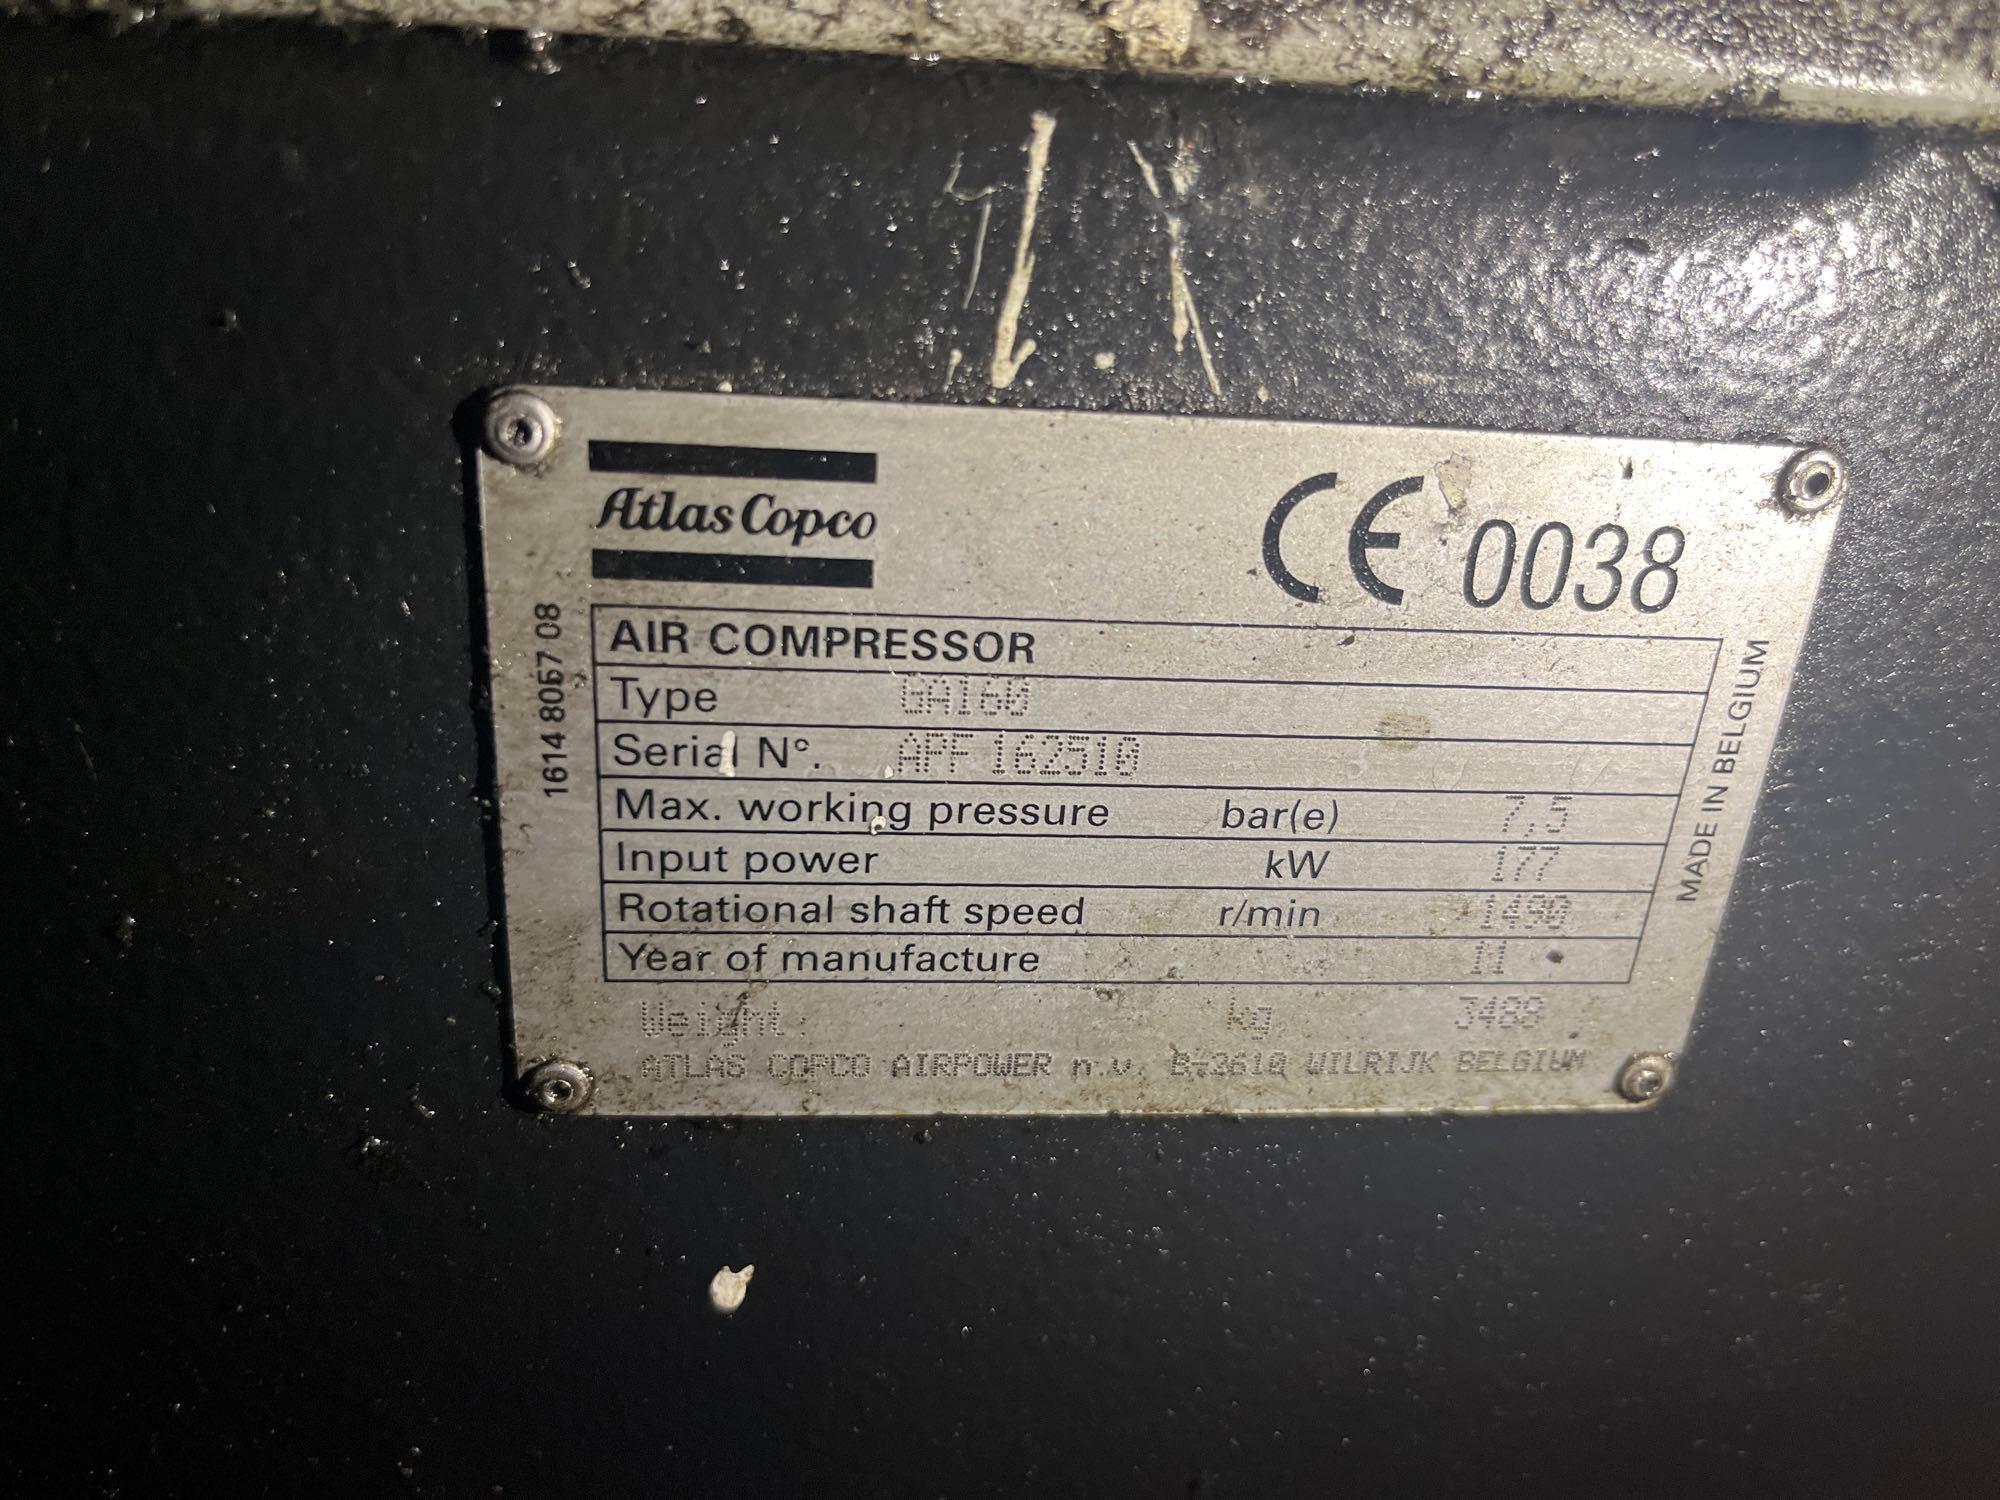 Atlas Copco
CE 0038
1614 8067 08
AIR COMPRESSOR
Type GA160
Serial N°. APF 162510
Max. working pressure bar(e) 7,5
Input power kW 177
Rotational shaft speed r/min 1490
Year of manufacture 11
Weight: kg 3488
ATLAS COPCO AIRPOWER n.v. B-2610 WILRIJK BELGIUM
MADE IN BELGIUM